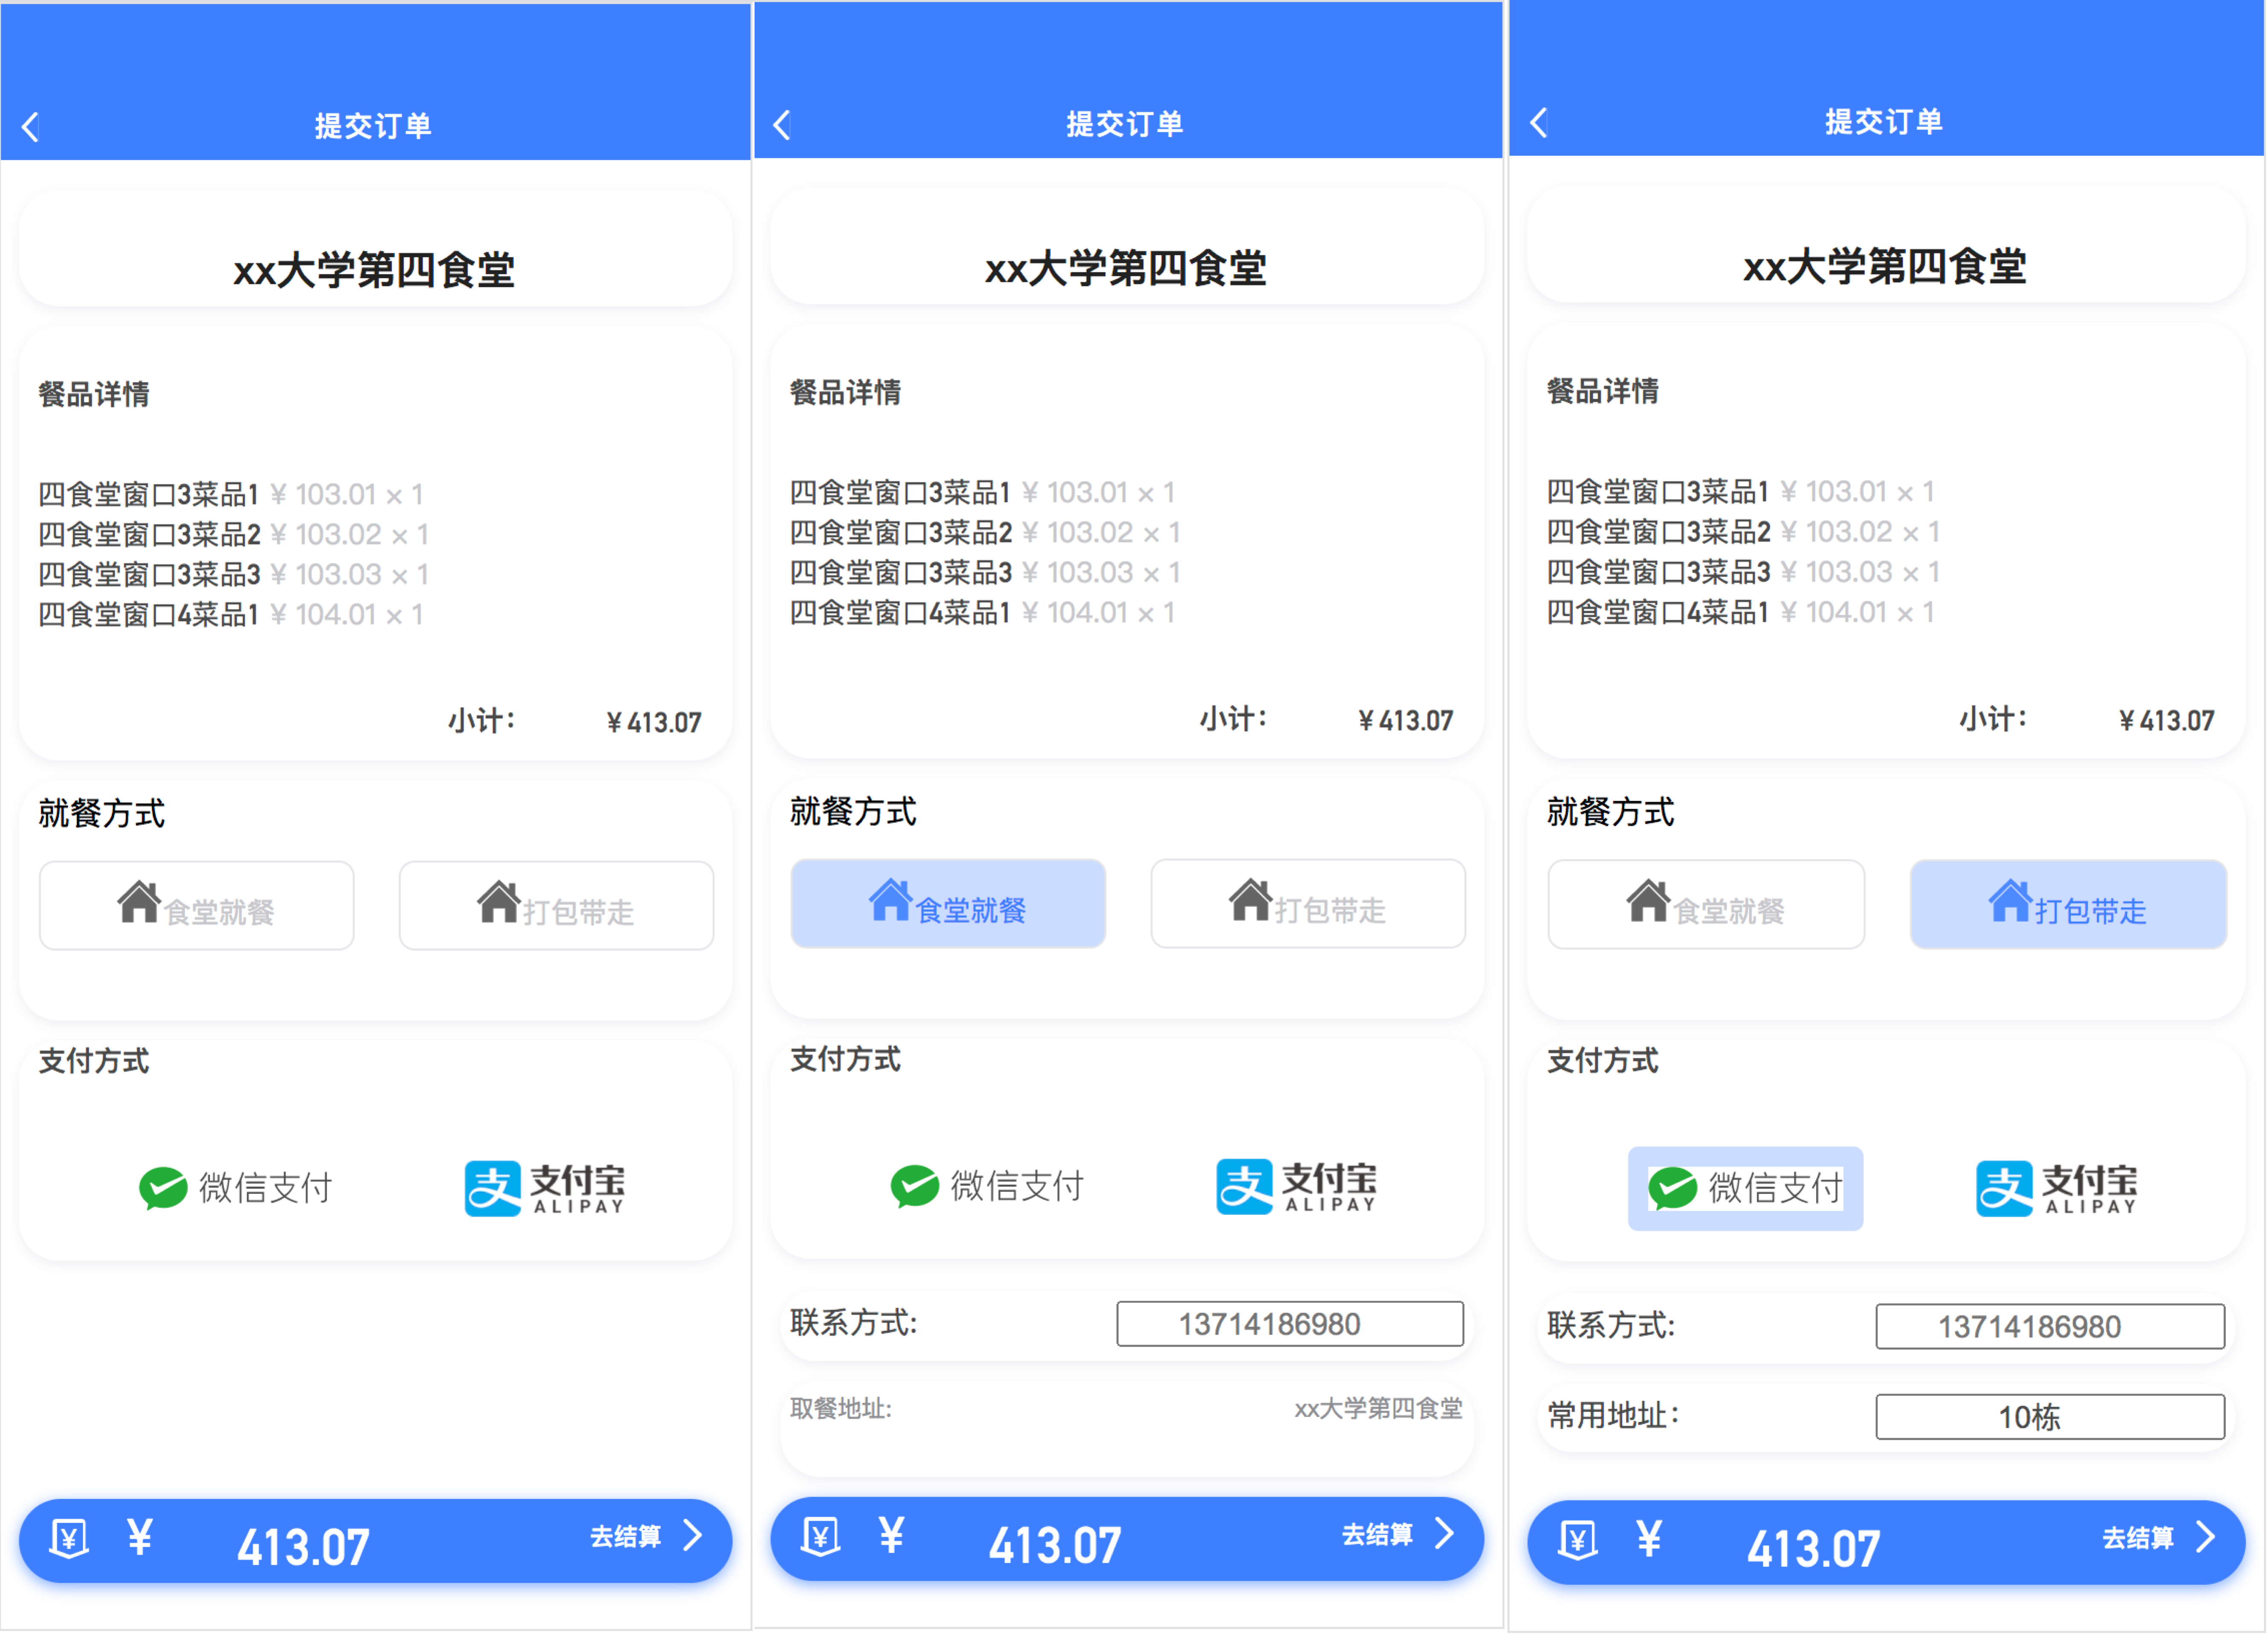 提交订单
xx大学第四食堂
餐品详情
四食堂窗口3菜品1 ¥ 103.01 × 1
四食堂窗口3菜品2 ¥ 103.02 × 1
四食堂窗口3菜品3 ¥ 103.03 × 1
四食堂窗口4菜品1 ¥ 104.01 × 1
小计： ¥ 413.07
就餐方式
食堂就餐 打包带走
支付方式
微信支付 支付宝
ALIPAY
¥ ¥ 413.07 去结算
提交订单
xx大学第四食堂
餐品详情
四食堂窗口3菜品1 ¥ 103.01 × 1
四食堂窗口3菜品2 ¥ 103.02 × 1
四食堂窗口3菜品3 ¥ 103.03 × 1
四食堂窗口4菜品1 ¥ 104.01 × 1
小计： ¥ 413.07
就餐方式
食堂就餐 打包带走
支付方式
微信支付 支付宝
ALIPAY
联系方式: 13714186980
取餐地址: xx大学第四食堂
¥ ¥ 413.07 去结算
提交订单
xx大学第四食堂
餐品详情
四食堂窗口3菜品1 ¥ 103.01 × 1
四食堂窗口3菜品2 ¥ 103.02 × 1
四食堂窗口3菜品3 ¥ 103.03 × 1
四食堂窗口4菜品1 ¥ 104.01 × 1
小计： ¥ 413.07
就餐方式
食堂就餐 打包带走
支付方式
微信支付 支付宝
ALIPAY
联系方式: 13714186980
常用地址： 10栋
¥ ¥ 413.07 去结算